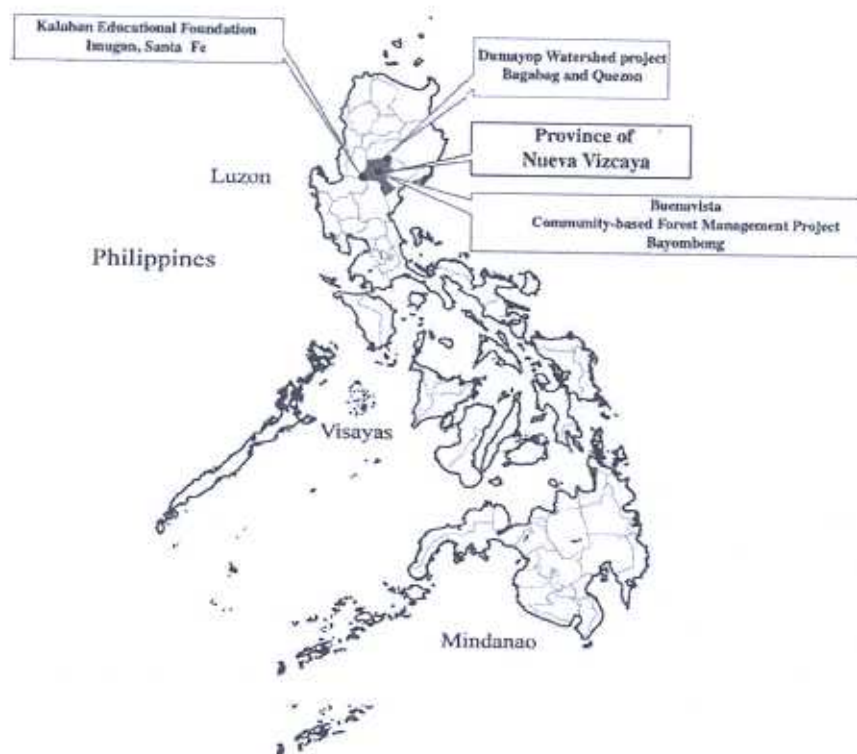 Kalahan Educational Foundation
Imugan, Santa Fe
Dumayop Watershed project
Bagabag and Quezon
Province of
Nueva Vizcaya
Luzon
Buenavista
Community-based Forest Management Project
Bayombong
Philippines
Visayas
Mindanao